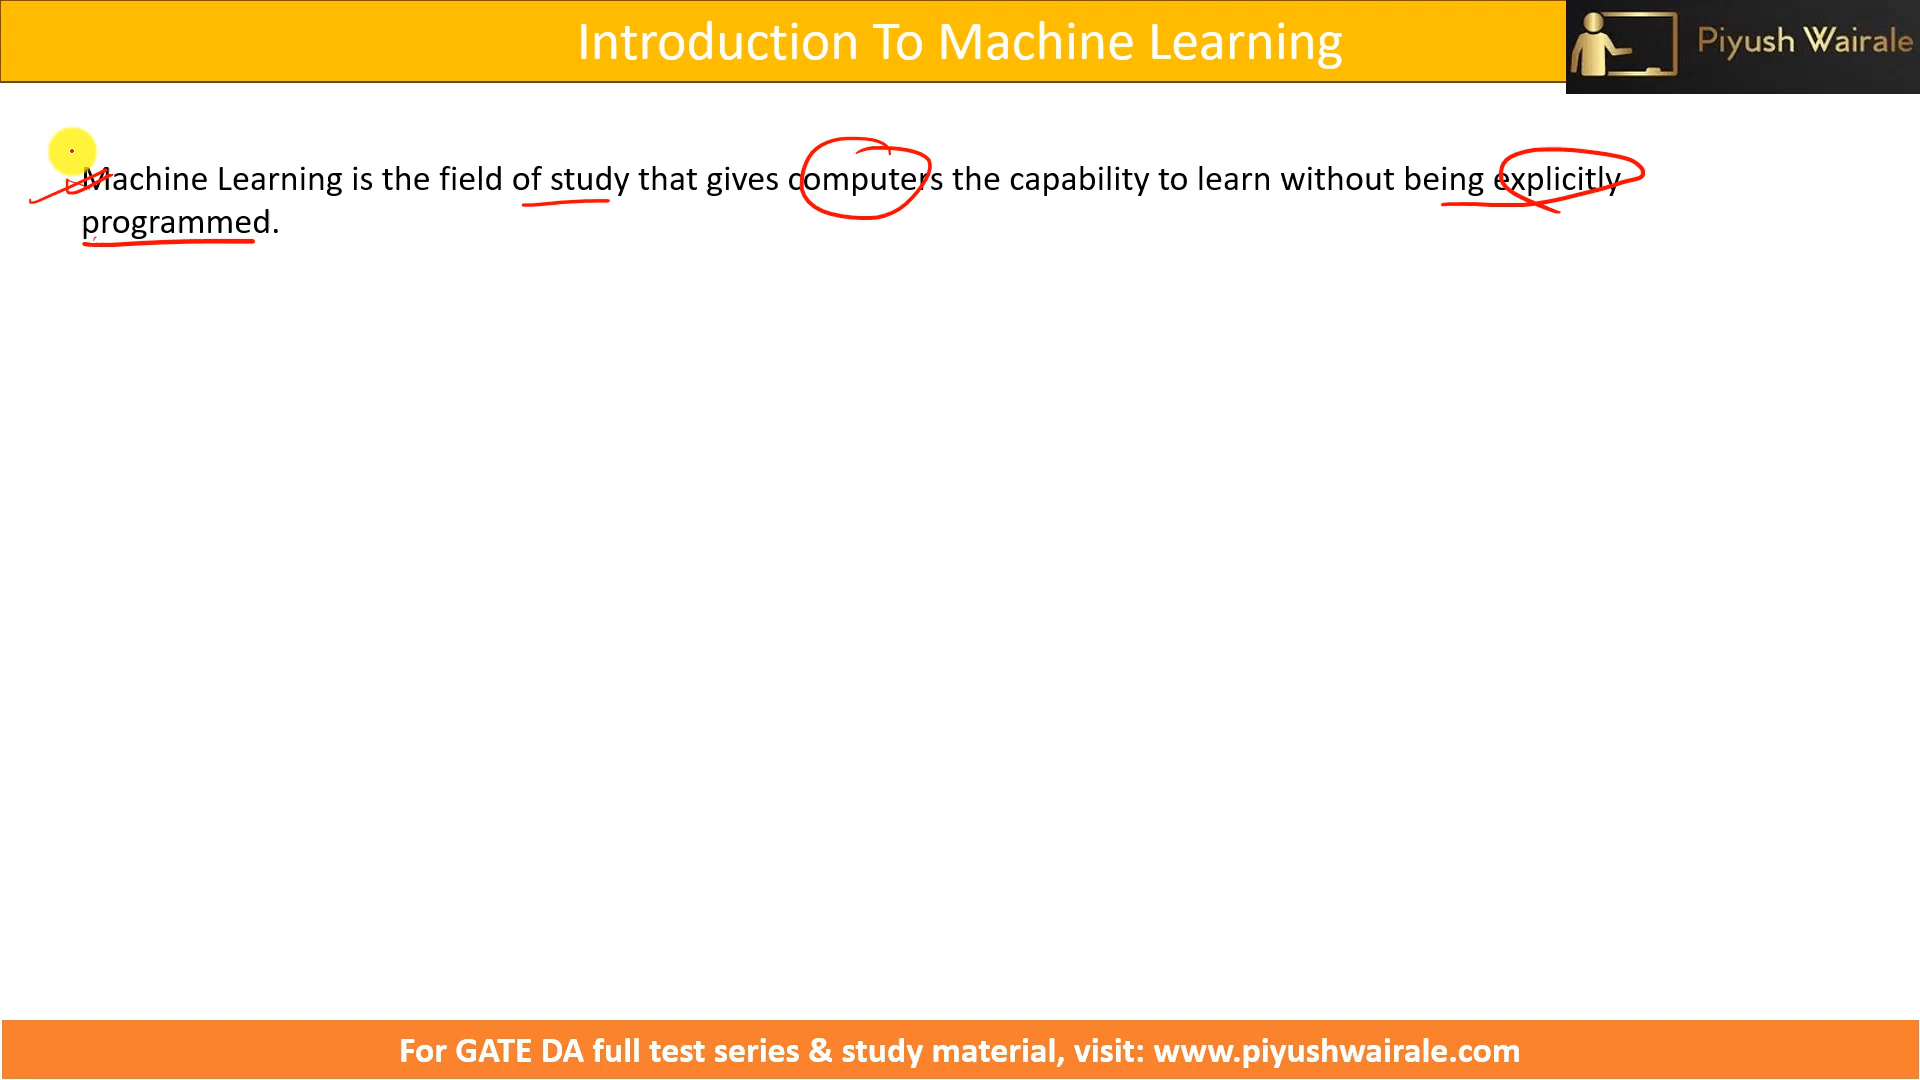 Introduction To Machine Learning
Piyush Wairale
Machine Learning is the field of study that gives computers the capability to learn without being explicitly
programmed.
For GATE DA full test series & study material, visit: www.piyushwairale.com